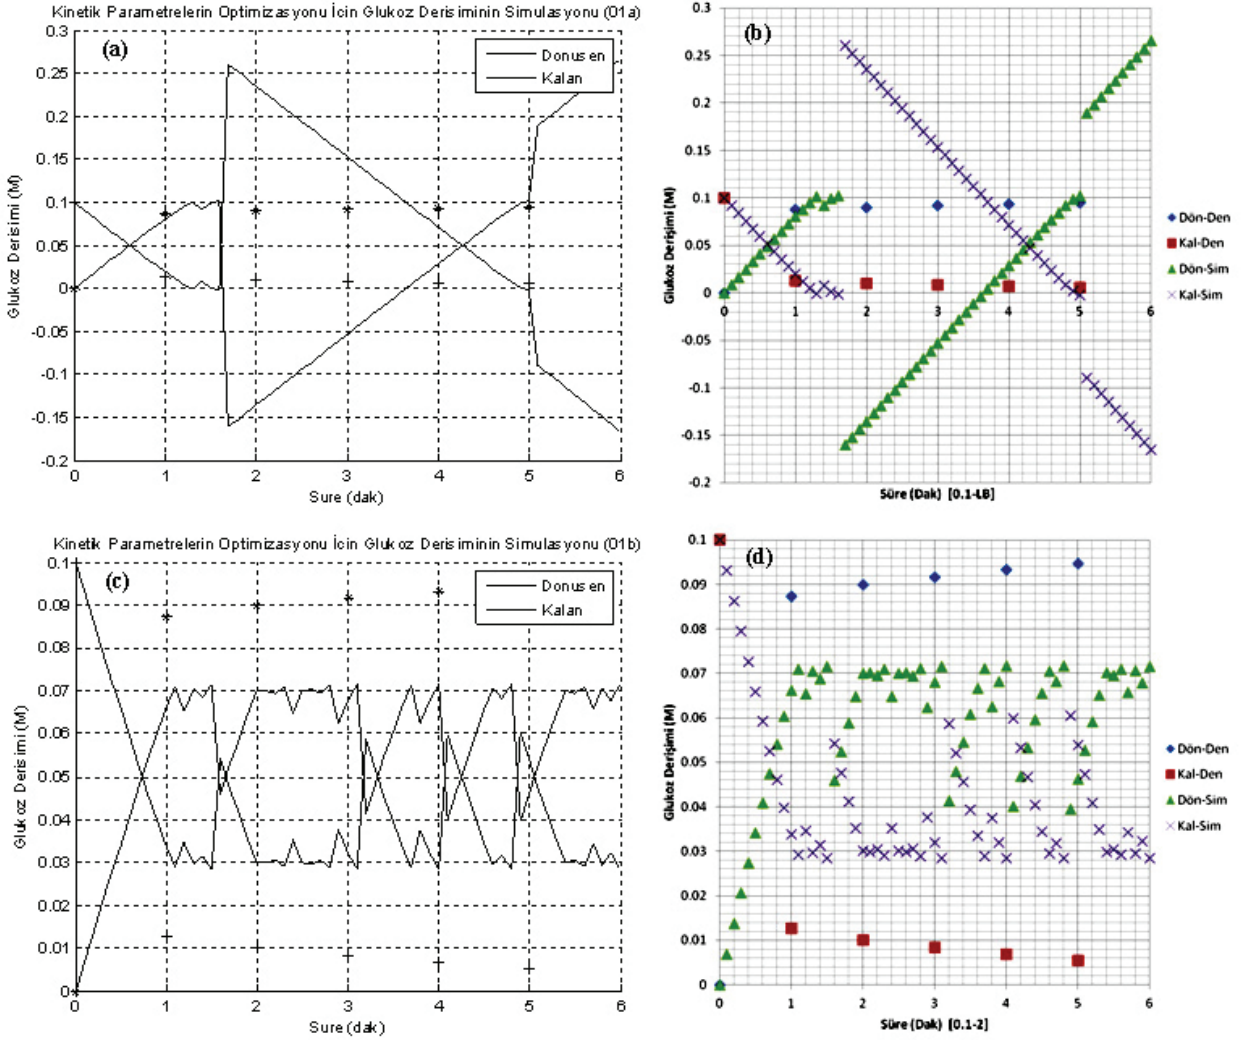 Kinetik Parametrelerin Optimizasyonu İcin Glukoz Derisiminin Simulasyonu (01a)
(a)
Donusen
Kalan
0.3
0.25
0.2
0.15
0.1
0.05
0
-0.05
-0.1
-0.15
-0.2
Glukoz Derisimi (M)
0 1 2 3 4 5 6
Sure (dak)
(b)
0.3
0.25
0.2
0.15
0.1
0.05
0
-0.05
-0.1
-0.15
-0.2
Glukoz Derişimi (M)
0 1 2 3 4 5 6
Süre (Dak) [0.1-LB]
Dön-Den
Kal-Den
Dön-Sim
Kal-Sim
Kinetik Parametrelerin Optimizasyonu İcin Glukoz Derisiminin Simulasyonu (01b)
(c)
Donusen
Kalan
0.1
0.09
0.08
0.07
0.06
0.05
0.04
0.03
0.02
0.01
0
Glukoz Derisimi (M)
0 1 2 3 4 5 6
Sure (dak)
(d)
0.1
0.09
0.08
0.07
0.06
0.05
0.04
0.03
0.02
0.01
0
Glukoz Derişimi (M)
0 1 2 3 4 5 6
Süre (Dak) [0.1-2]
Dön-Den
Kal-Den
Dön-Sim
Kal-Sim